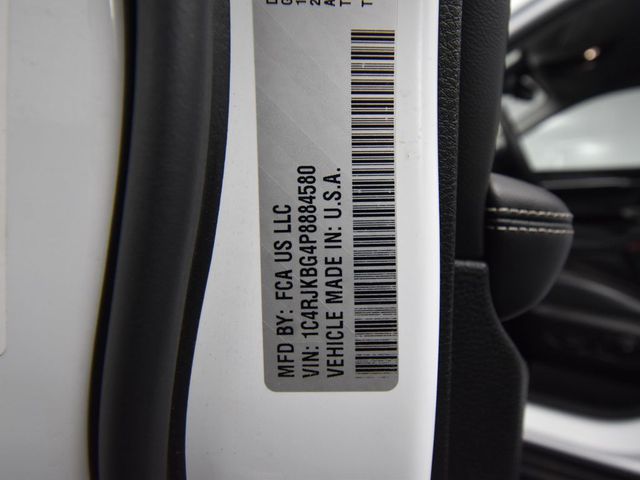 MFD BY: FCA US LLC
VIN: 1C4RJKBG4P8884580
VEHICLE MADE IN: U.S.A.